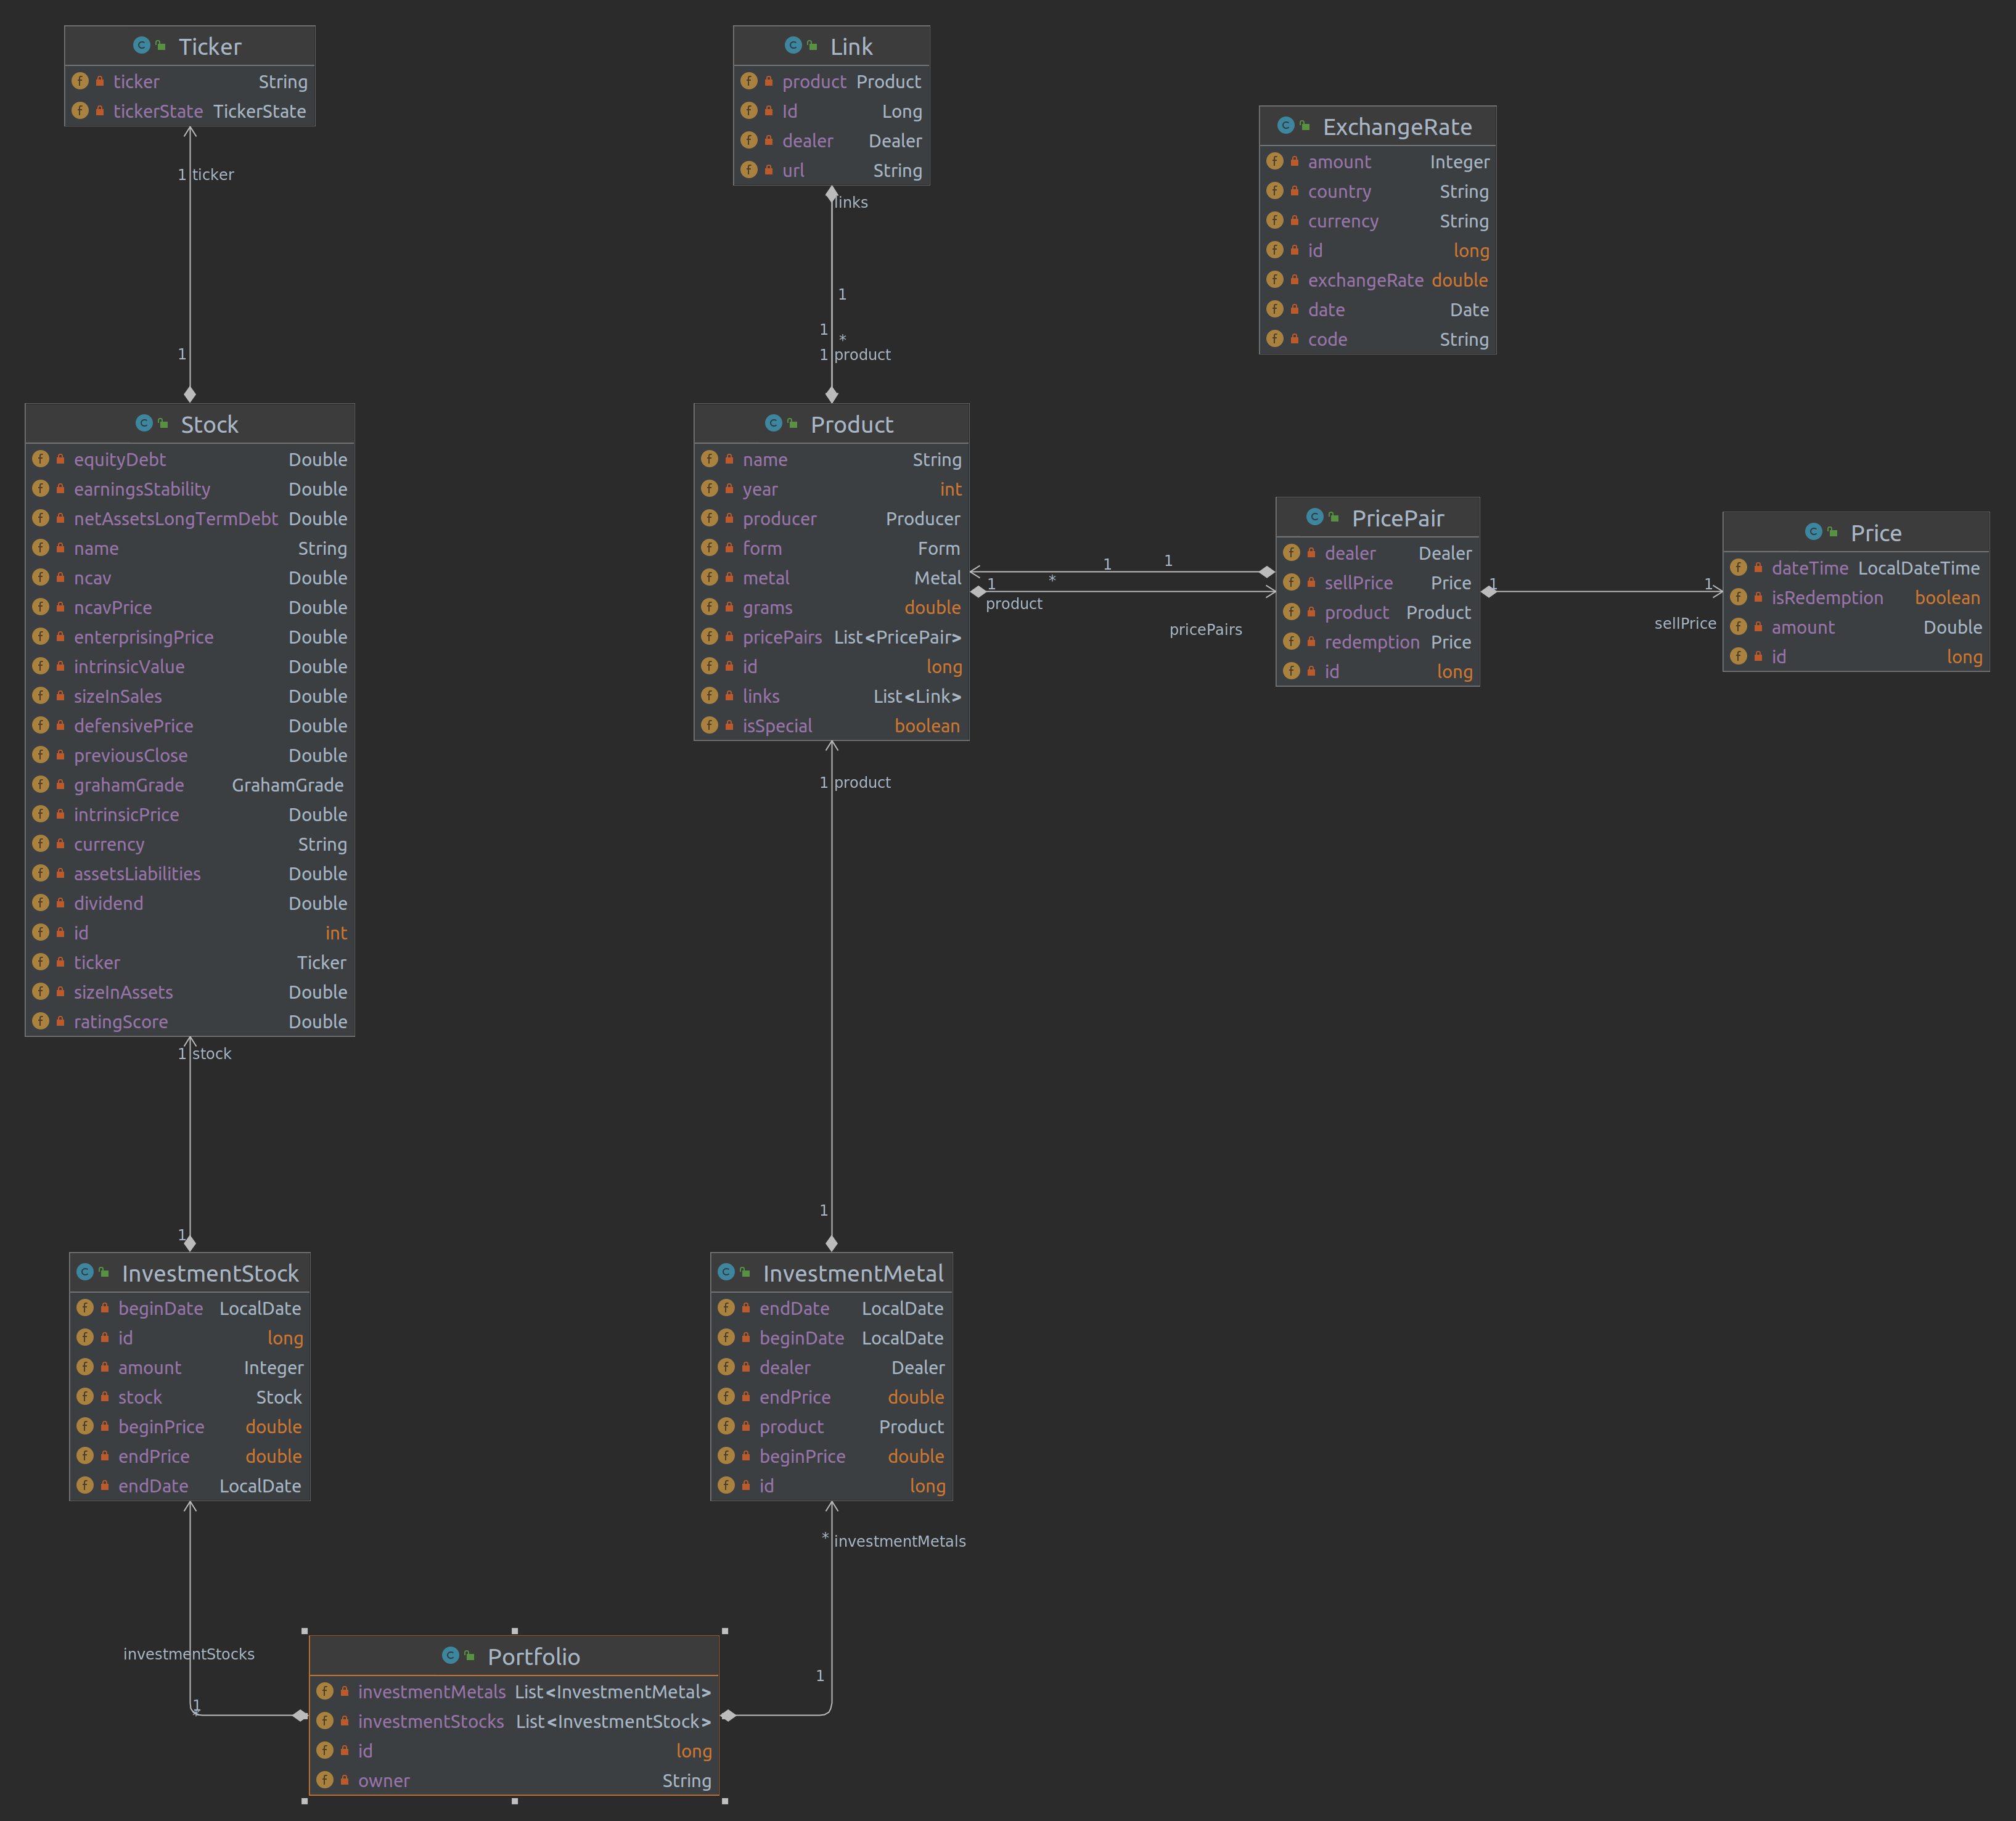 Ticker
ticker String
tickerState TickerState
1 ticker
1
Link
product Product
Id Long
dealer Dealer
url String
links
1
1
*
1 product
ExchangeRate
amount Integer
country String
currency String
id long
exchangeRate double
date Date
code String
Stock
equityDebt Double
earningsStability Double
netAssetsLongTermDebt Double
name String
ncav Double
ncavPrice Double
enterprisingPrice Double
intrinsicValue Double
sizeInSales Double
defensivePrice Double
previousClose Double
grahamGrade GrahamGrade
intrinsicPrice Double
currency String
assetsLiabilities Double
dividend Double
id int
ticker Ticker
sizeInAssets Double
ratingScore Double
1 stock
1
Product
name String
year int
producer Producer
form Form
metal Metal
grams double
pricePairs List<PricePair>
id long
links List<Link>
isSpecial boolean
1 product
1
1
1
*
1
product
pricePairs
PricePair
dealer Dealer
sellPrice Price
product Product
redemption Price
id long
1
1
sellPrice
Price
dateTime LocalDateTime
isRedemption boolean
amount Double
id long
InvestmentStock
beginDate LocalDate
id long
amount Integer
stock Stock
beginPrice double
endPrice double
endDate LocalDate
InvestmentMetal
endDate LocalDate
beginDate LocalDate
dealer Dealer
endPrice double
product Product
beginPrice double
id long
* investmentMetals
1
investmentStocks
1
*
Portfolio
investmentMetals List<InvestmentMetal>
investmentStocks List<InvestmentStock>
id long
owner String